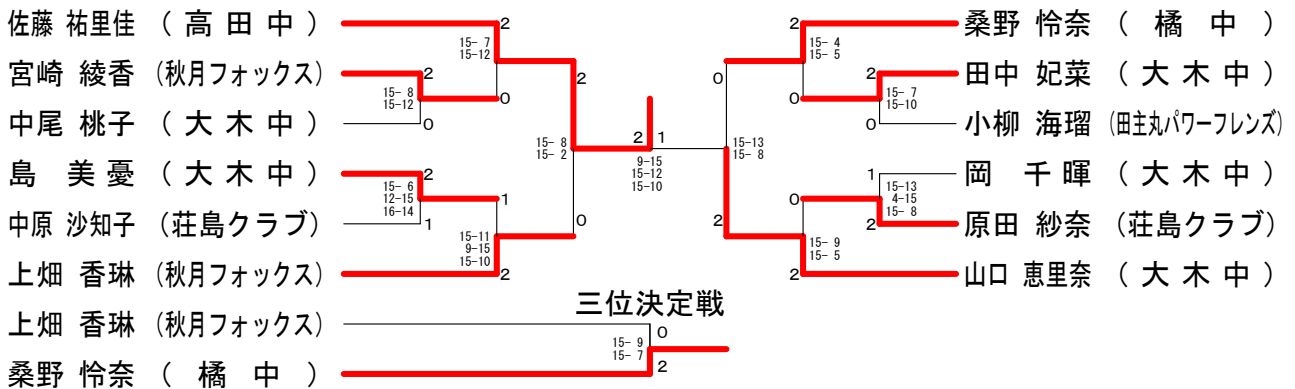 佐藤 祐里佳 (高田中) 2
15- 7
15-12
宮崎 綾香 (秋月フォックス) 2
15- 8
15-12
0
中尾 桃子 (大木中) 0
2
15- 8
15- 2
島 美憂 (大木中) 2
15- 6
12-15
16-14
1
中原 沙知子 (荘島クラブ) 1
15-11
9-15
15-10
0
上畑 香琳 (秋月フォックス) 2
2 1
9-15
15-12
15-10
桑野 怜奈 (橘中) 2
15- 4
15- 5
0
田中 妃菜 (大木中) 2
15- 7
15-10
0
小柳 海瑠 (田主丸パワーフレンズ) 0
15-13
15- 8
岡 千暉 (大木中) 1
15-13
4-15
15- 8
0
原田 紗奈 (荘島クラブ) 2
2
15- 9
15- 5
山口 恵里奈 (大木中) 2
三位決定戦
上畑 香琳 (秋月フォックス) 0
15- 9
15- 7
桑野 怜奈 (橘中) 2